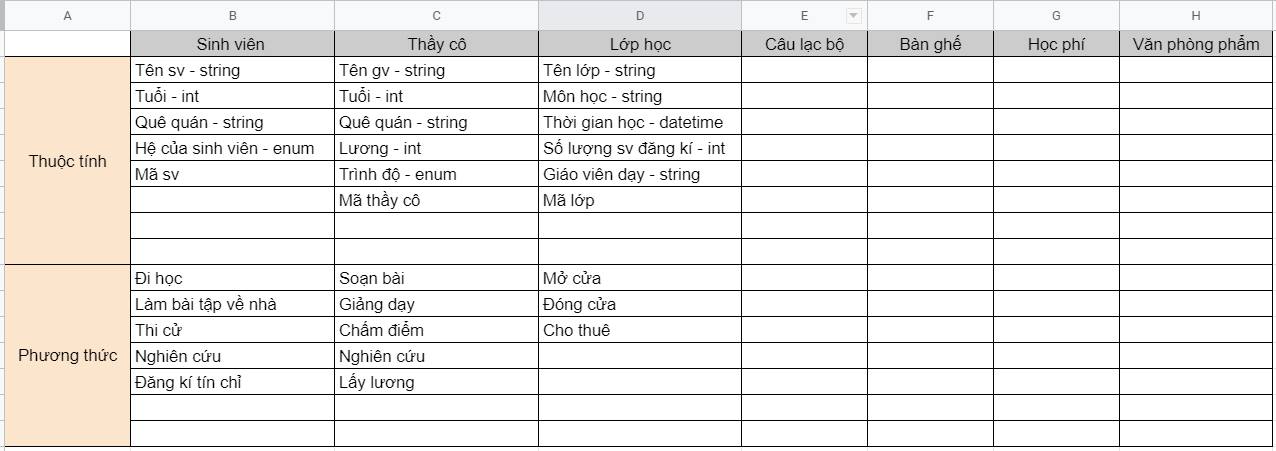 A B C D E F G H
Sinh viên Thầy cô Lớp học Câu lạc bộ Bàn ghế Học phí Văn phòng phẩm
Tên sv - string Tên gv - string Tên lớp - string
Tuổi - int Tuổi - int Môn học - string
Quê quán - string Quê quán - string Thời gian học - datetime
Thuộc tính
Hệ của sinh viên - enum Lương - int Số lượng sv đăng kí - int
Mã sv Trình độ - enum Giáo viên dạy - string
Mã thầy cô Mã lớp
Đi học Soạn bài Mở cửa
Làm bài tập về nhà Giảng dạy Đóng cửa
Thi cử Chấm điểm Cho thuê
Phương thức Nghiên cứu Nghiên cứu
Đăng kí tín chỉ Lấy lương